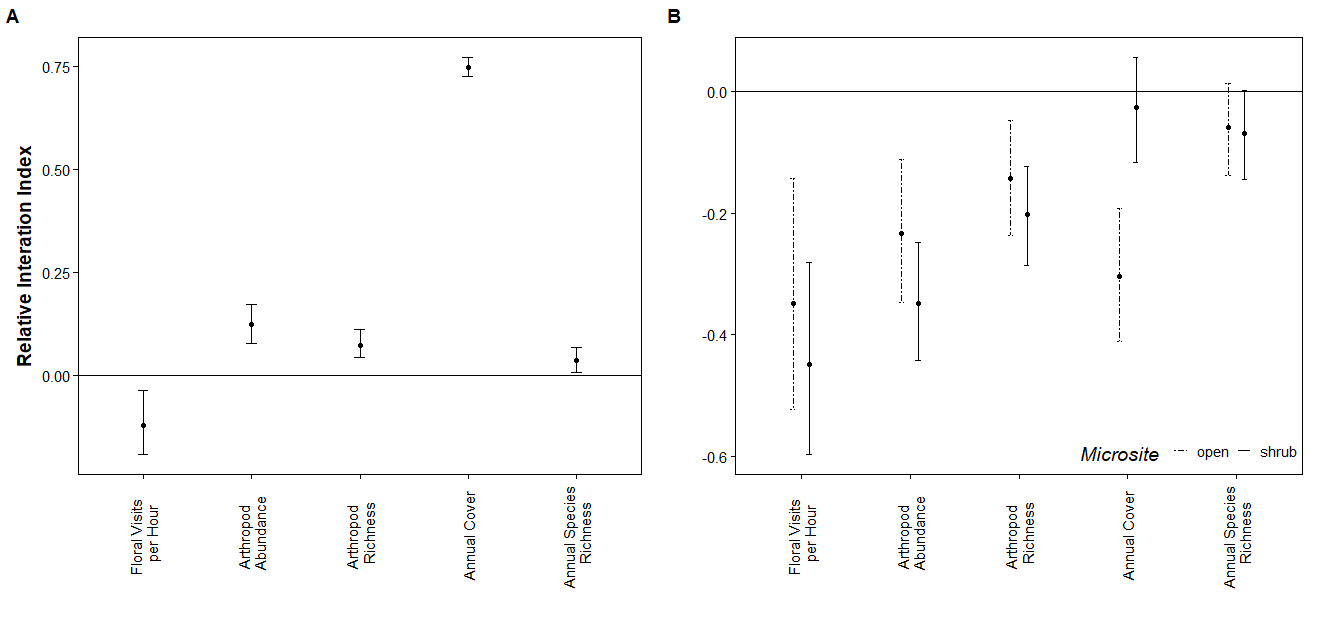 A
Relative Interation Index
0.75
0.50
0.25
0.00
Floral Visits
per Hour
Arthropod
Abundance
Arthropod
Richness
Annual Cover
Annual Species
Richness
B
0.0
-0.2
-0.4
-0.6
Microsite open shrub
Floral Visits
per Hour
Arthropod
Abundance
Arthropod
Richness
Annual Cover
Annual Species
Richness